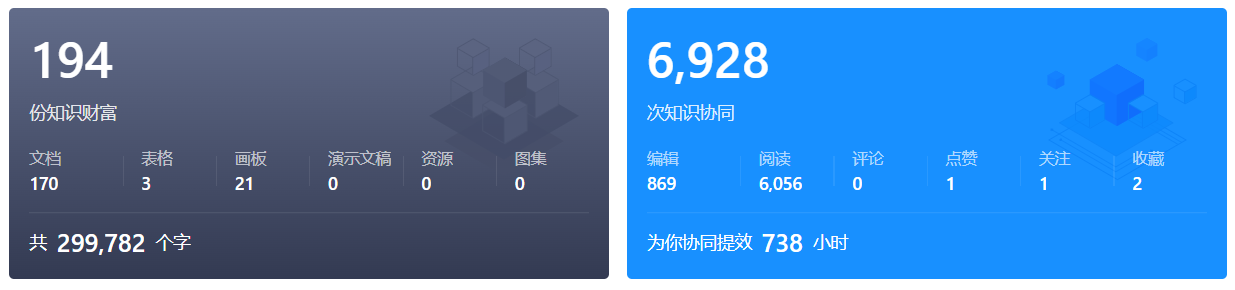 194
份知识财富
文档 表格 画板 演示文稿 资源 图集
170 3 21 0 0 0
共 299,782 个字
6,928
次知识协同
编辑 阅读 评论 点赞 关注 收藏
869 6,056 0 1 1 2
为你协同提效 738 小时